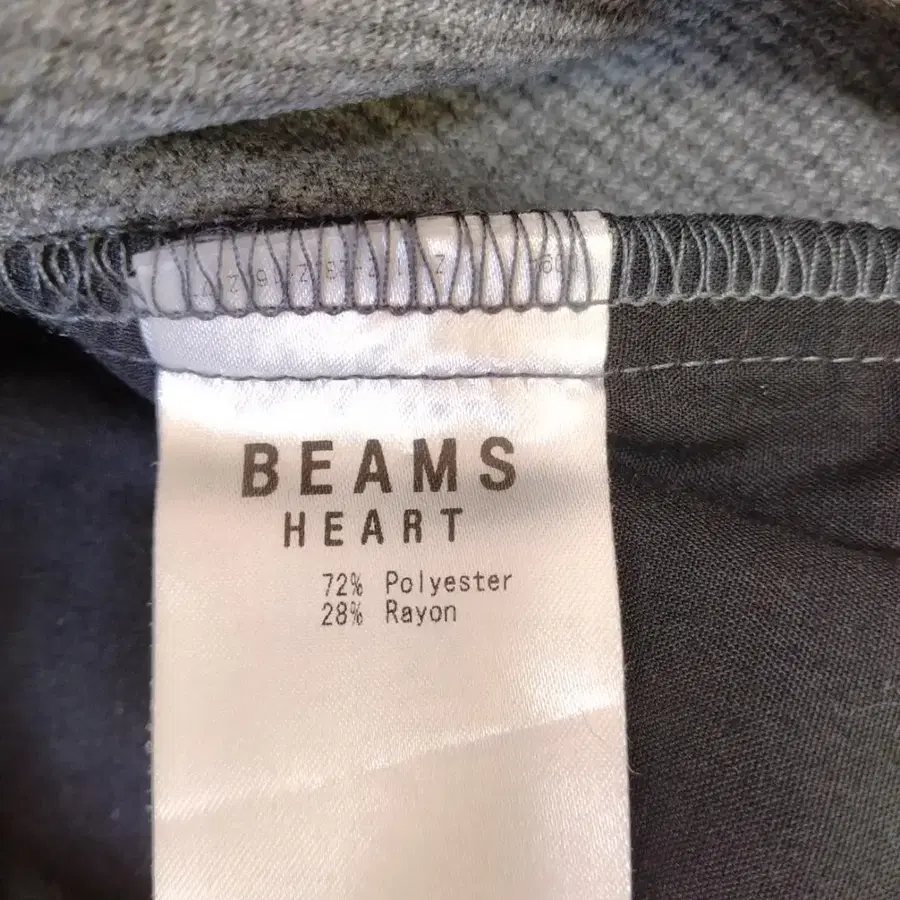 BEAMS
HEART
72% Polyester
28% Rayon